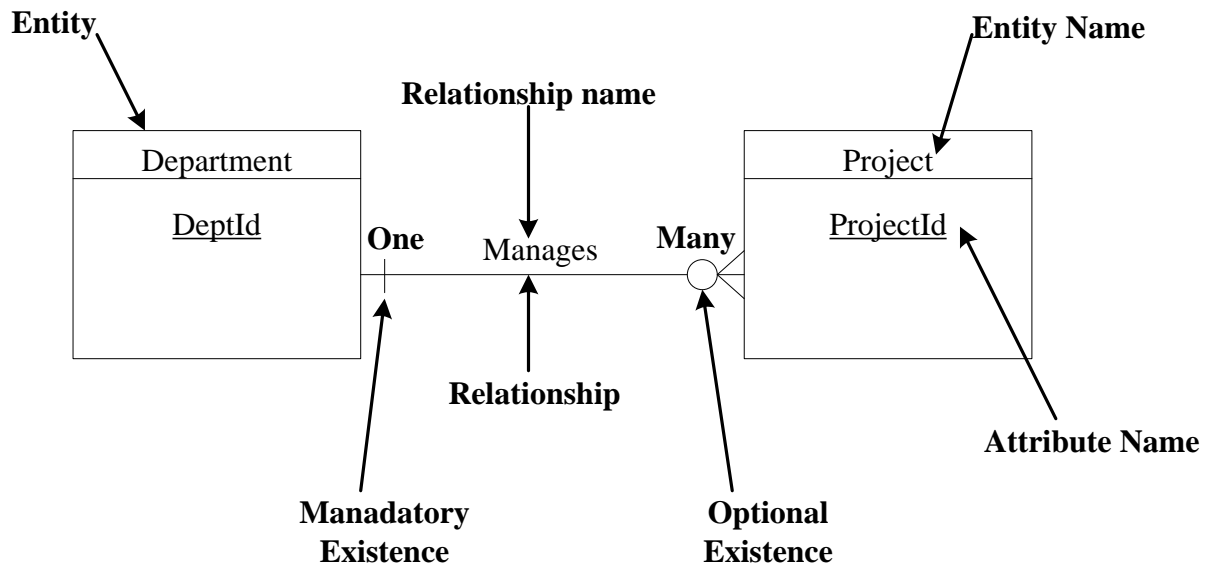 Entity
Entity Name
Relationship name
Department
Project
DeptId
ProjectId
One
Manages
Many
Relationship
Attribute Name
Manadatory
Existence
Optional
Existence